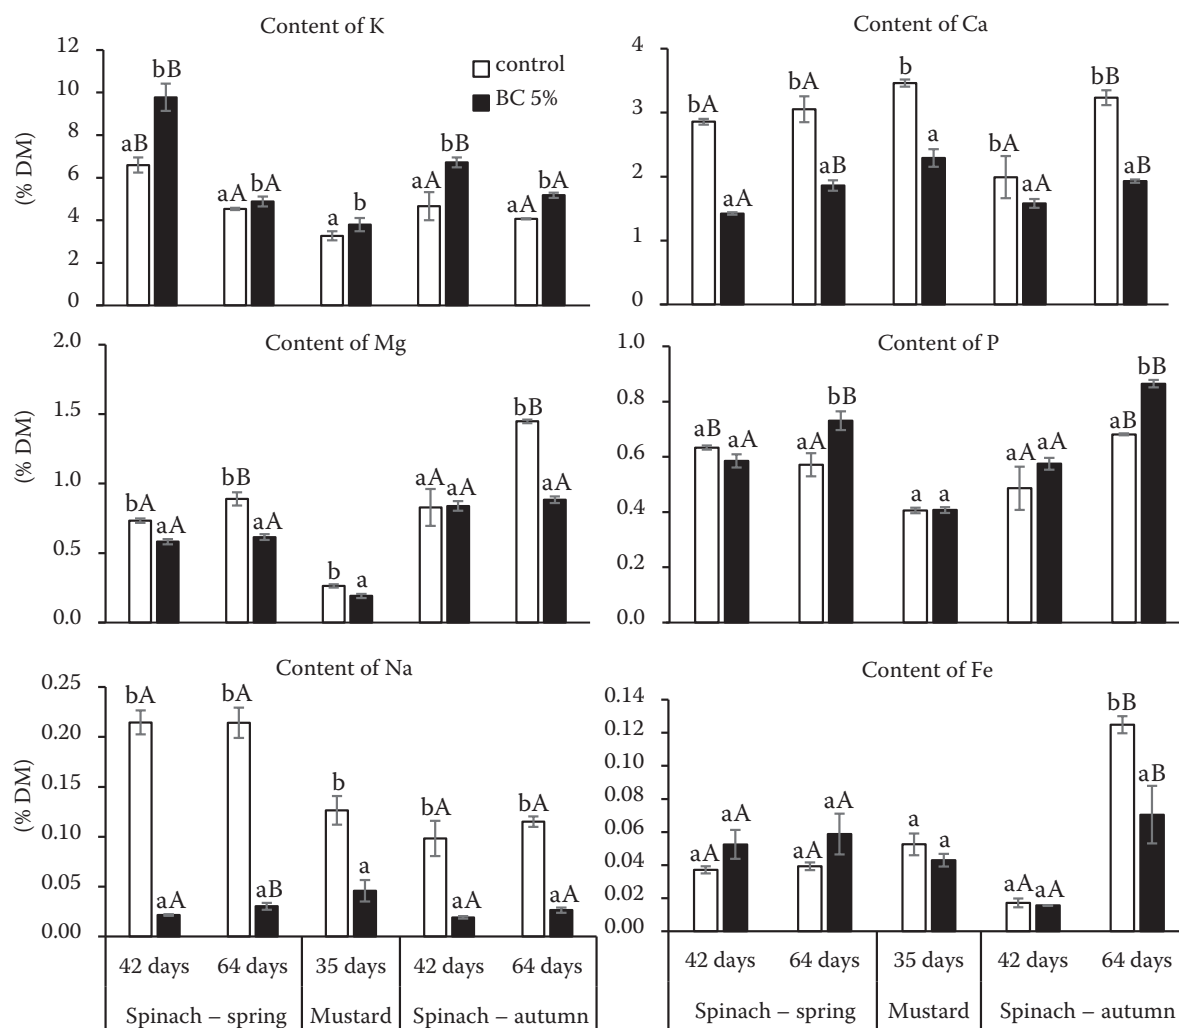 Content of K
12
10
8
6
4
2
0
(% DM)
control
BC 5%
aB bB aA bA a b aA bB aA bA
Content of Ca
4
3
2
1
0
bA aA bA aB b a bA aA bB aB
Content of Mg
2.0
1.5
1.0
0.5
0.0
(% DM)
bA aA bB aA b a aA aA bB aA
Content of P
1.0
0.8
0.6
0.4
0.2
0.0
aB aA aA bB a a aA aA aB bB
Content of Na
0.25
0.20
0.15
0.10
0.05
0.00
(% DM)
bA aA bA aB b a bA aA bA aA
42 days 64 days 35 days 42 days 64 days
Spinach – spring Mustard Spinach – autumn
Content of Fe
0.14
0.12
0.10
0.08
0.06
0.04
0.02
0.00
aA aA aA aA a a aA aA bB aB
42 days 64 days 35 days 42 days 64 days
Spinach – spring Mustard Spinach – autumn